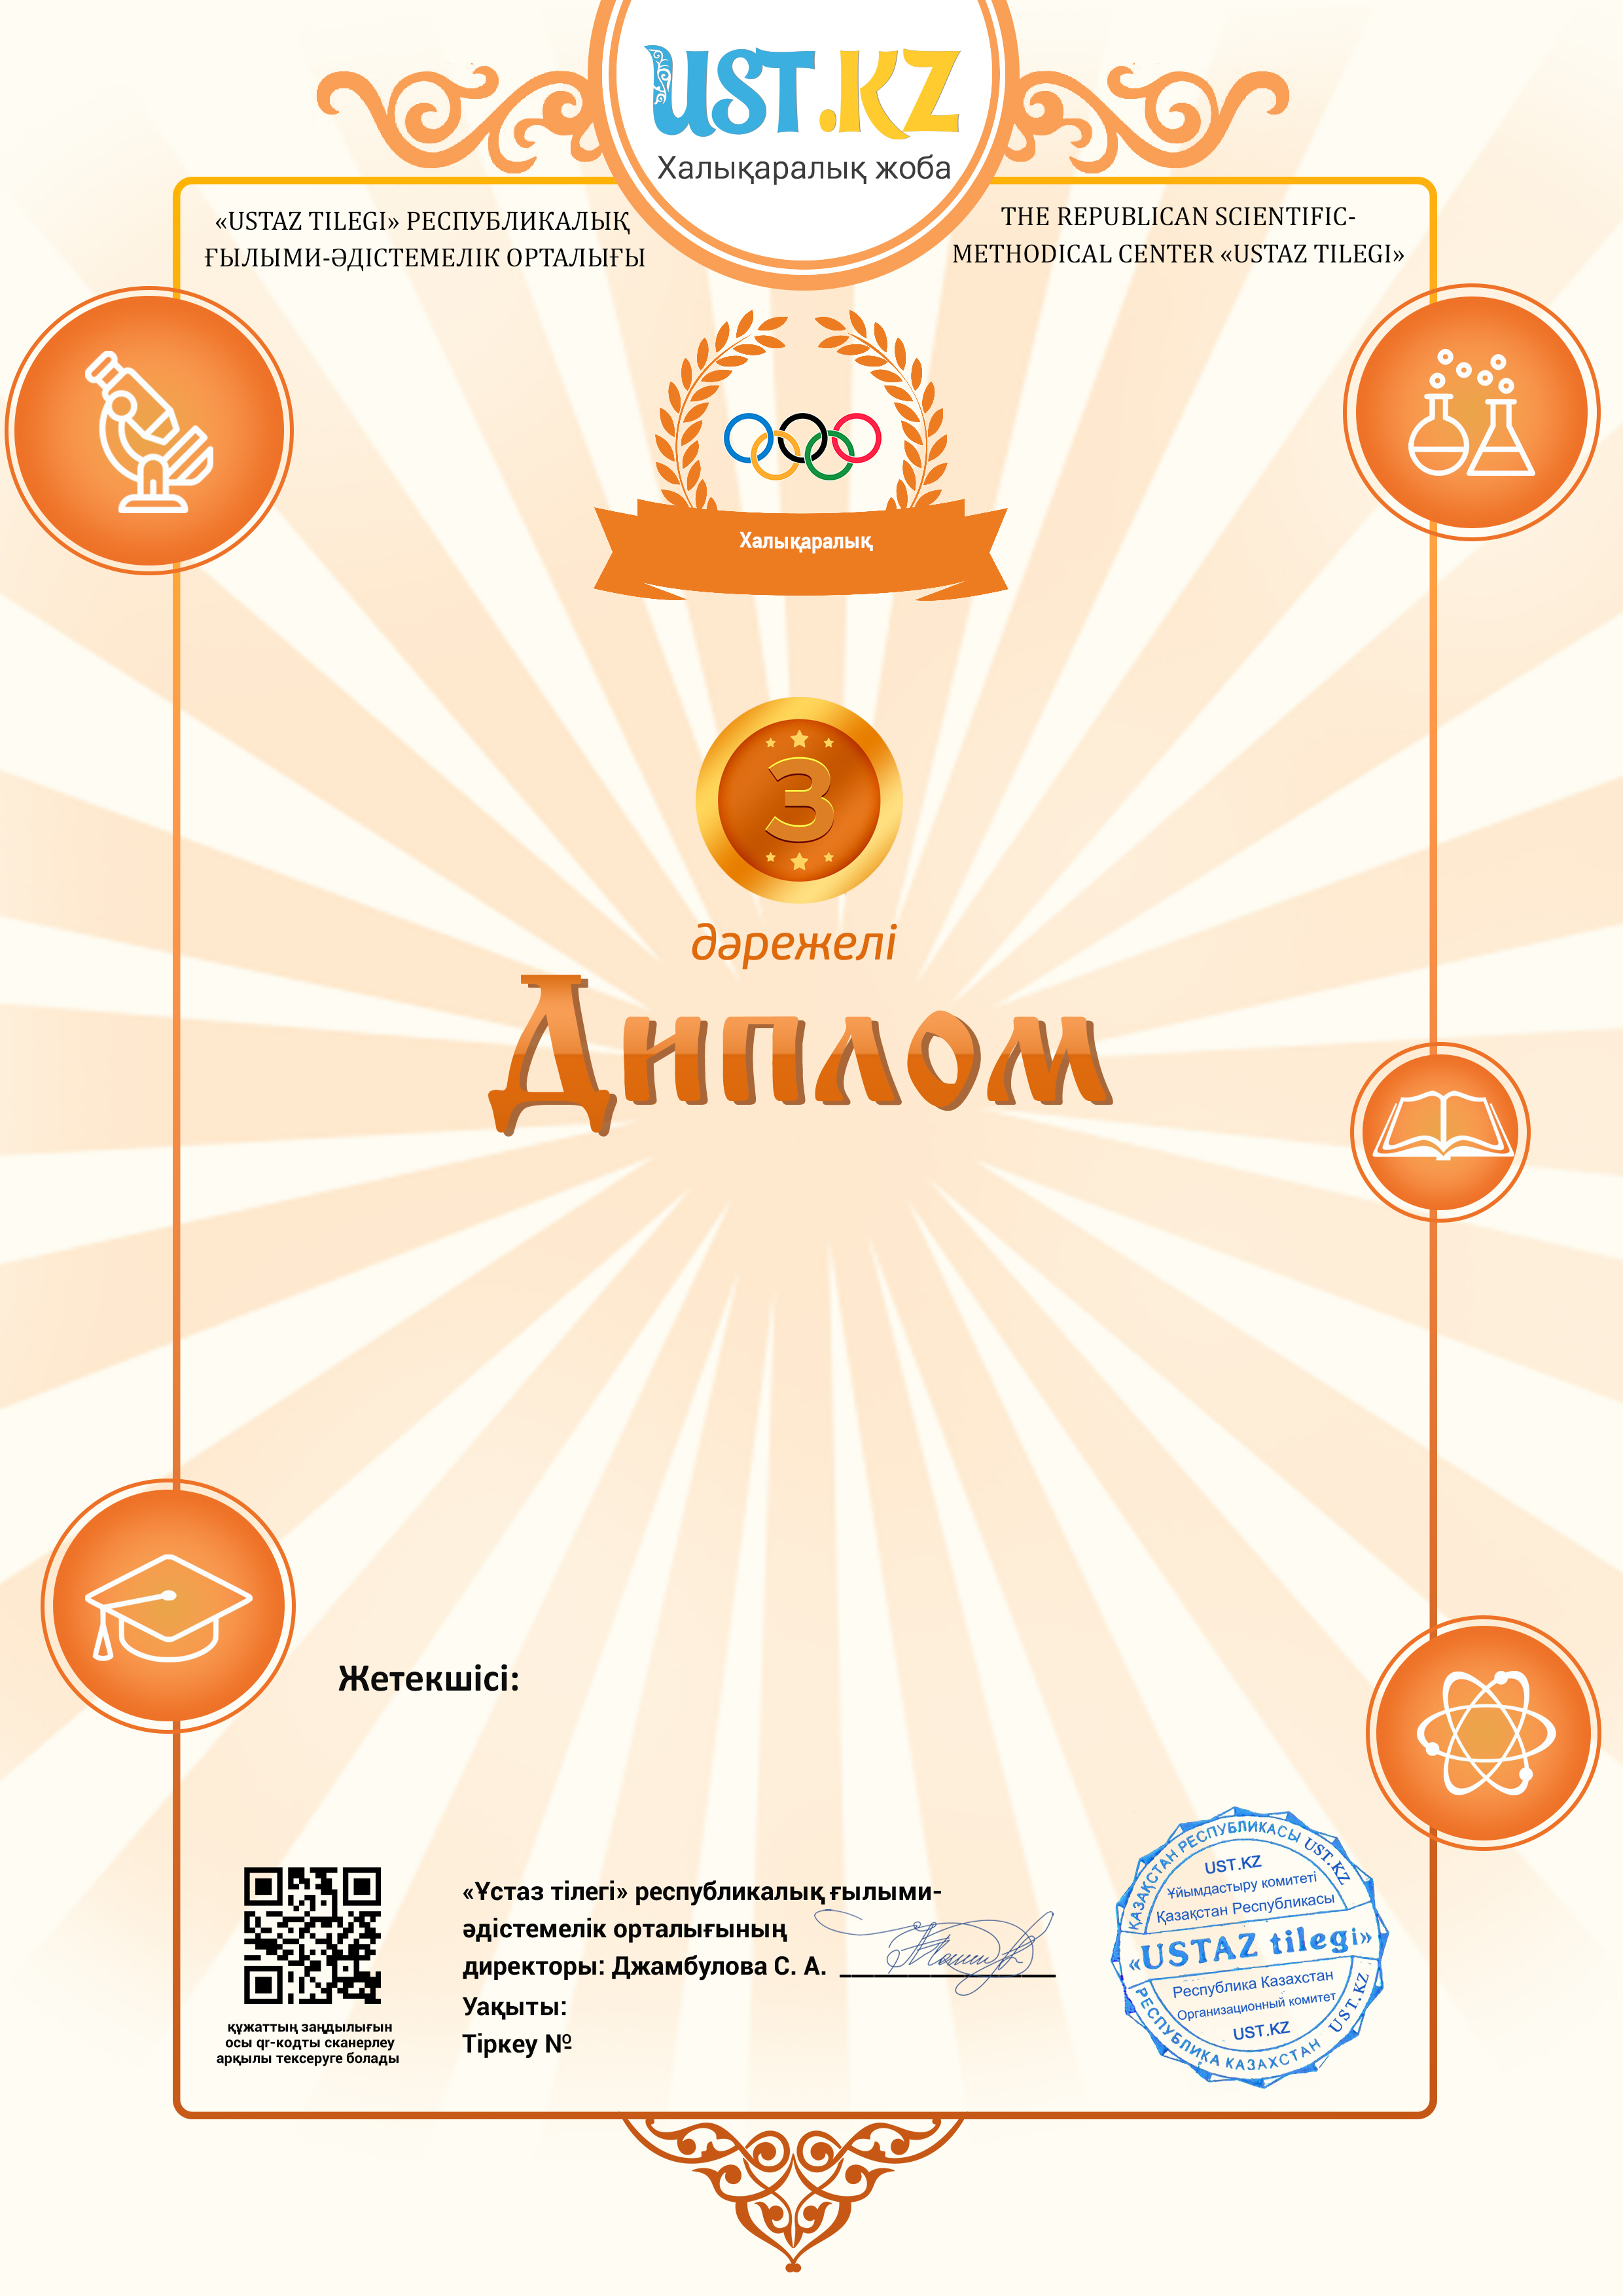 UST.KZ
Халықаралық жоба
«USTAZ TILEGI» РЕСПУБЛИКАЛЫҚ
ҒЫЛЫМИ-ӘДІСТЕМЕЛІК ОРТАЛЫҒЫ
THE REPUBLICAN SCIENTIFIC-
METHODICAL CENTER «USTAZ TILEGI»
Халықаралық
3
дәрежелі
Диплом
Жетекшісі:
құжаттың заңдылығын
осы qr-кодты сканерлеу
арқылы тексеруге болады
«Ұстаз тілегі» республикалық ғылыми-
әдістемелік орталығының
директоры: Джамбулова С. А.
Уақыты:
Тіркеу №
ҚАЗАҚСТАН РЕСПУБЛИКАСЫ UST.KZ
UST.KZ
Ұйымдастыру комитеті
Қазақстан Республикасы
«USTAZ tilegi»
Республика Казахстан
Организационный комитет
UST.KZ
РЕСПУБЛИКА КАЗАХСТАН UST.KZ